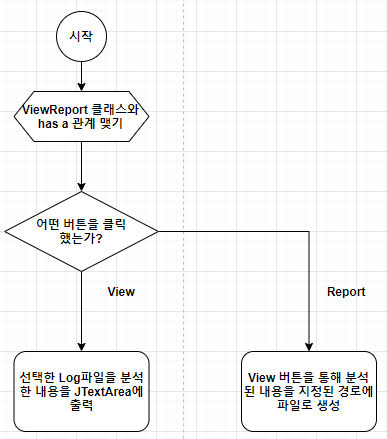 시작
ViewReport 클래스와
has a 관계 맺기
어떤 버튼을 클릭
했는가?
View
Report
선택한 Log파일을 분석
한 내용을 JTextArea에
출력
View 버튼을 통해 분석
된 내용을 지정된 경로에
파일로 생성